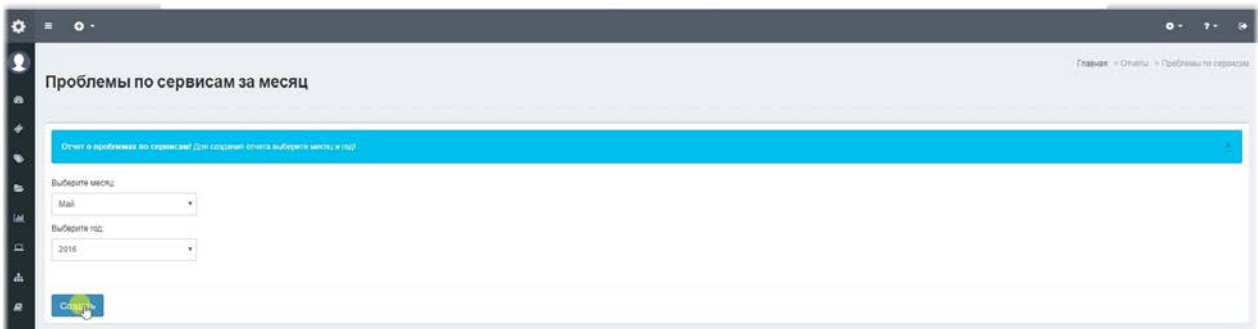 Главная > Отчеты > Проблемы по сервисам
Проблемы по сервисам за месяц
Отчет о проблемах по сервисам! Для создания отчета выберите месяц и год!
Выберите месяц:
Май
Выберите год:
2016
Создать